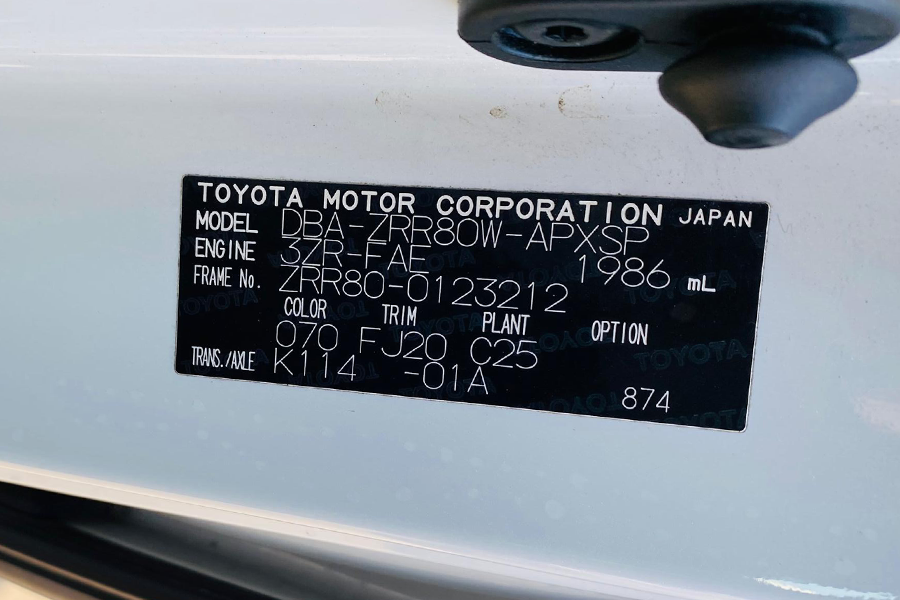 TOYOTA MOTOR CORPORATION JAPAN
MODEL DBA-ZRR80W-APXSP
ENGINE 3ZR-FAE 1986 mL
FRAME No. ZRR80-0123212
COLOR TRIM PLANT OPTION
070 FJ20 C25
TRANS./AXLE K114 -01A 874